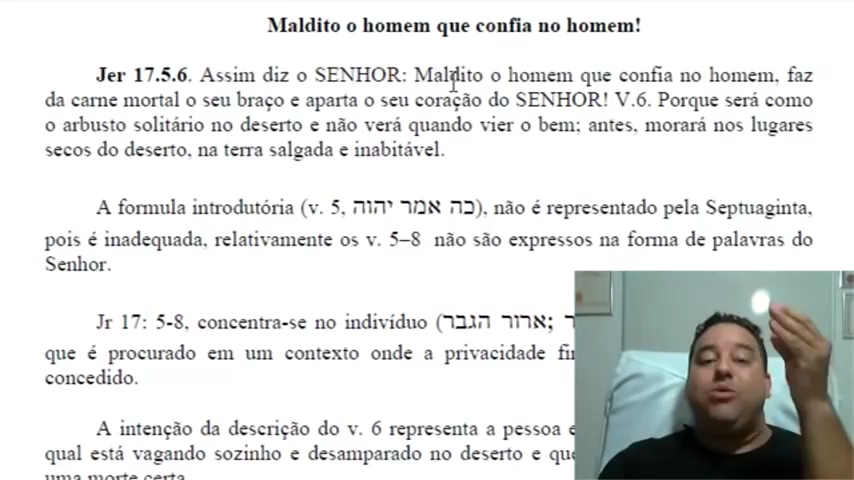 Maldito o homem que confia no homem!
Jer 17.5.6. Assim diz o SENHOR: Maldito o homem que confia no homem, faz
da carne mortal o seu braço e aparta o seu coração do SENHOR! V.6. Porque será como
o arbusto solitário no deserto e não verá quando vier o bem; antes, morará nos lugares
secos do deserto, na terra salgada e inabitável.
A formula introdutória (v. 5, כה אמר יהוה), não é representado pela Septuaginta,
pois é inadequada, relativamente os v. 5–8 não são expressos na forma de palavras do
Senhor.
Jr 17: 5-8, concentra-se no indivíduo (ארור הגבר;
que é procurado em um contexto onde a privacidade
concedido.
A intenção da descrição do v. 6 representa a pessoa
qual está vagando sozinho e desamparado no deserto e
uma morte certa